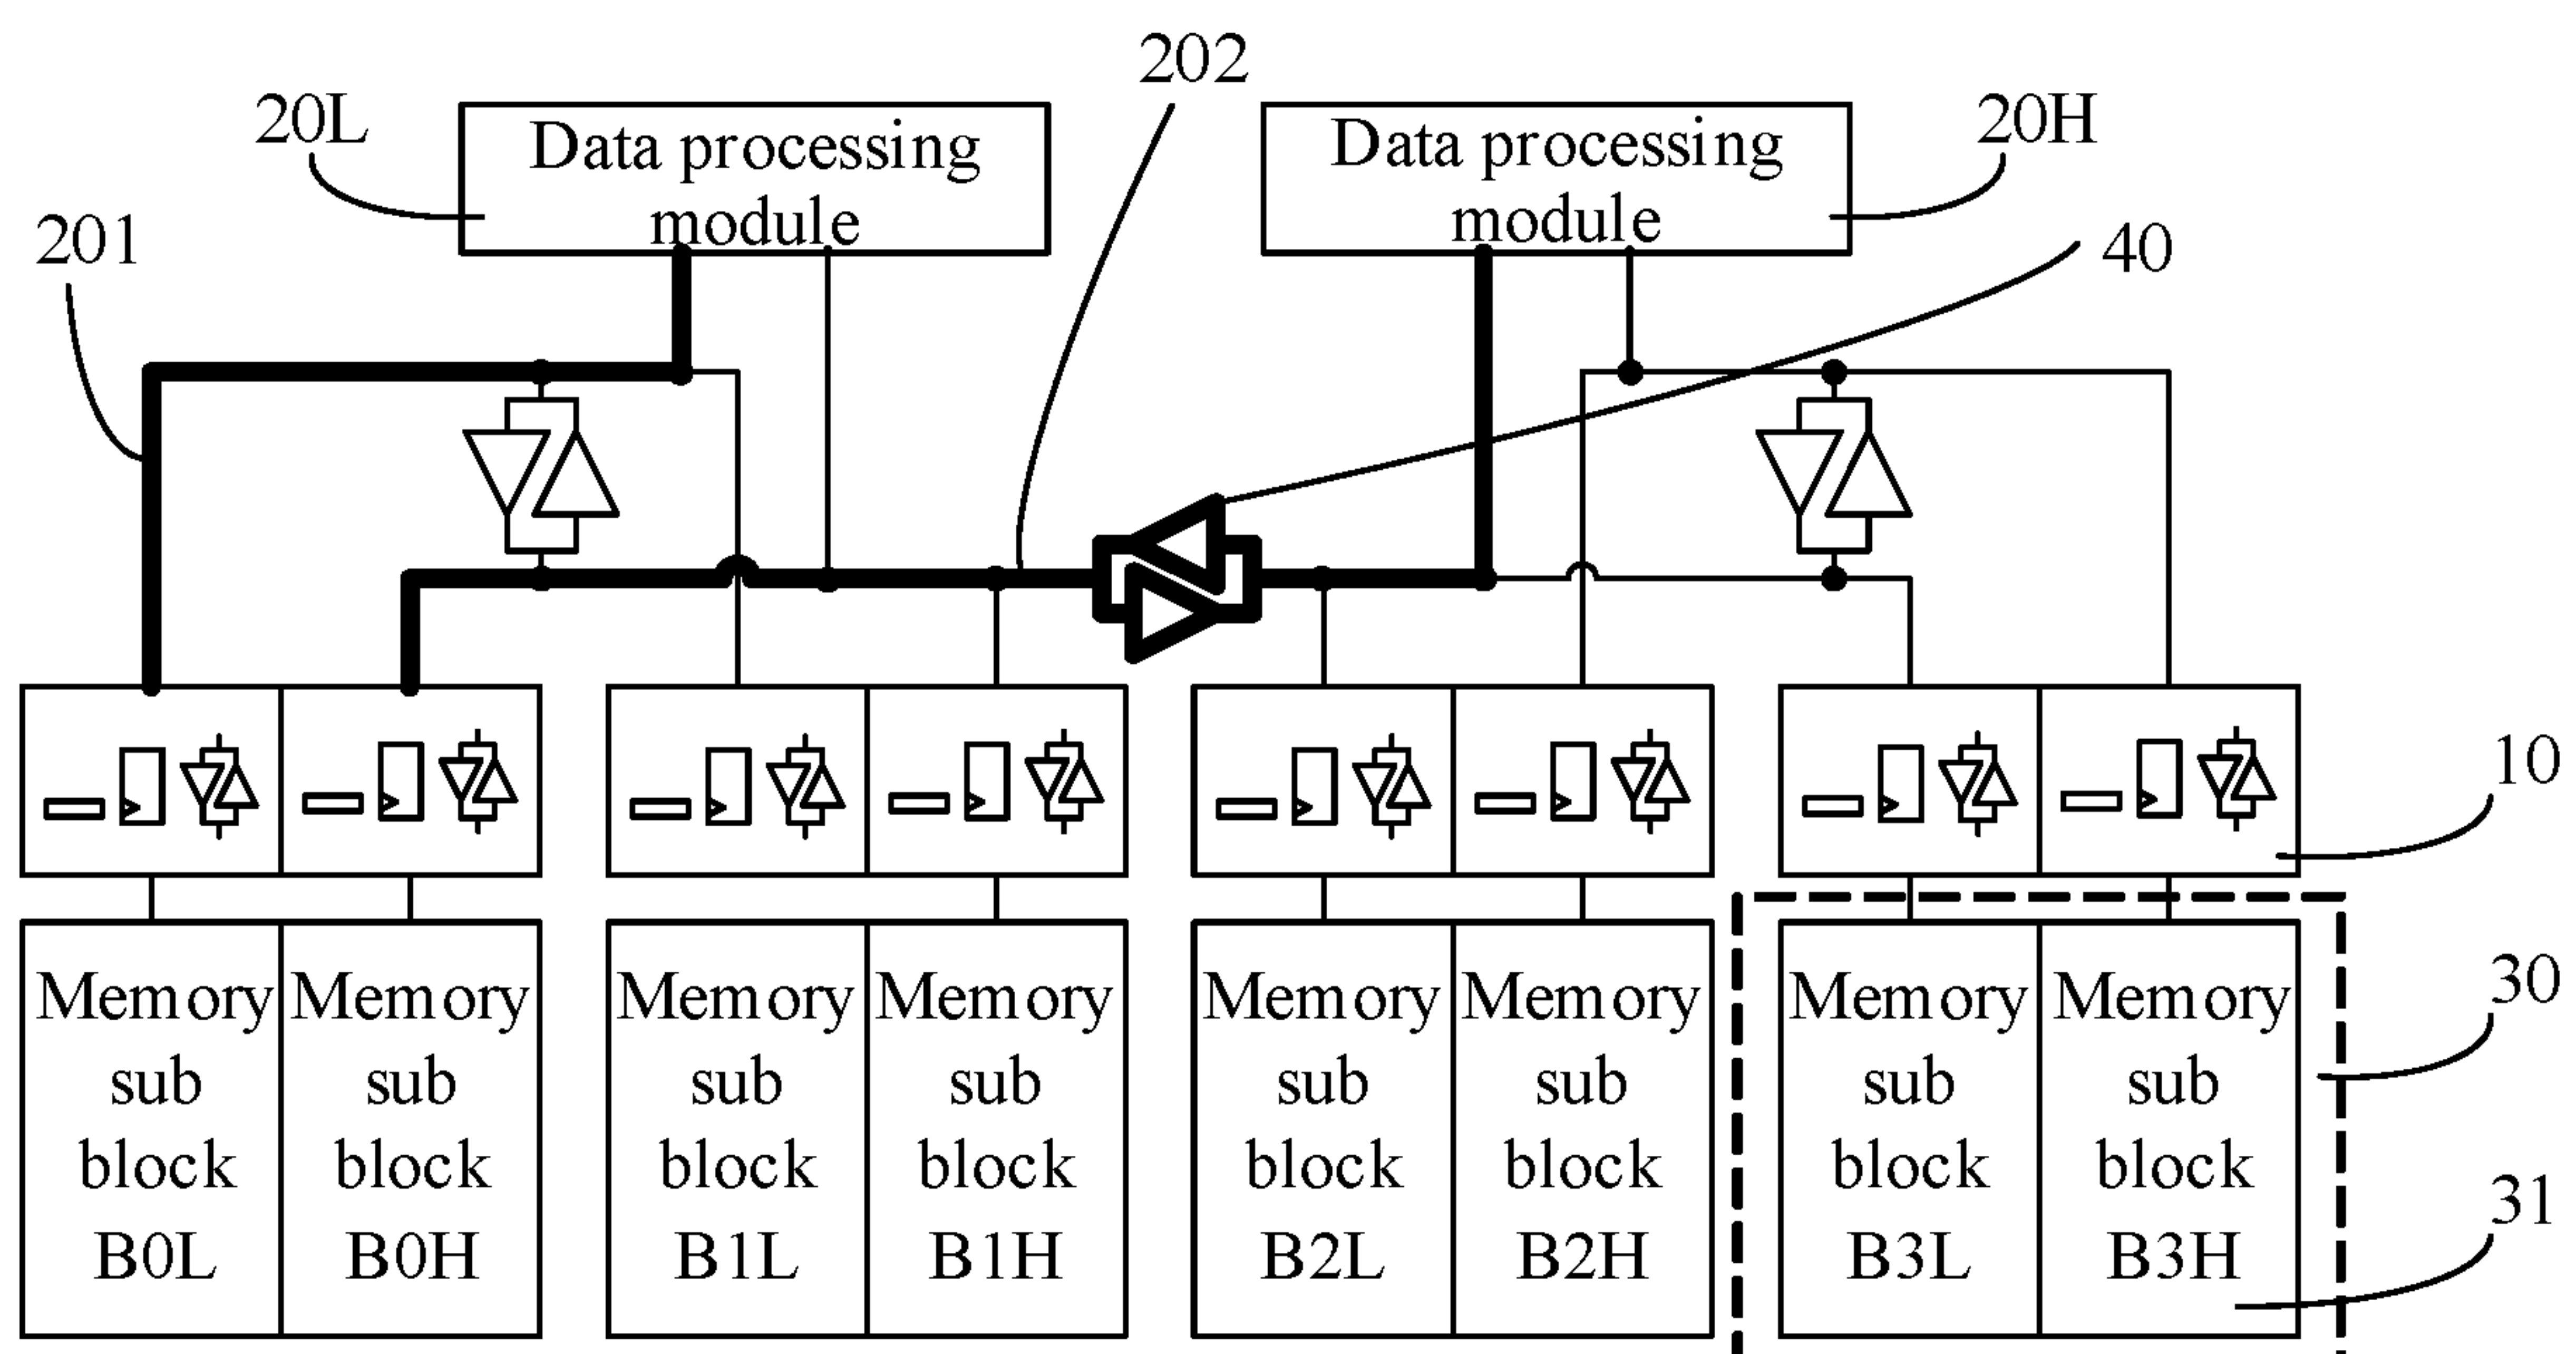 202
20L
Data processing
module
Data processing
module
20H
201
40
10
Memory
sub
block
B0L
Memory
sub
block
B0H
Memory
sub
block
B1L
Memory
sub
block
B1H
Memory
sub
block
B2L
Memory
sub
block
B2H
Memory
sub
block
B3L
Memory
sub
block
B3H
30
31